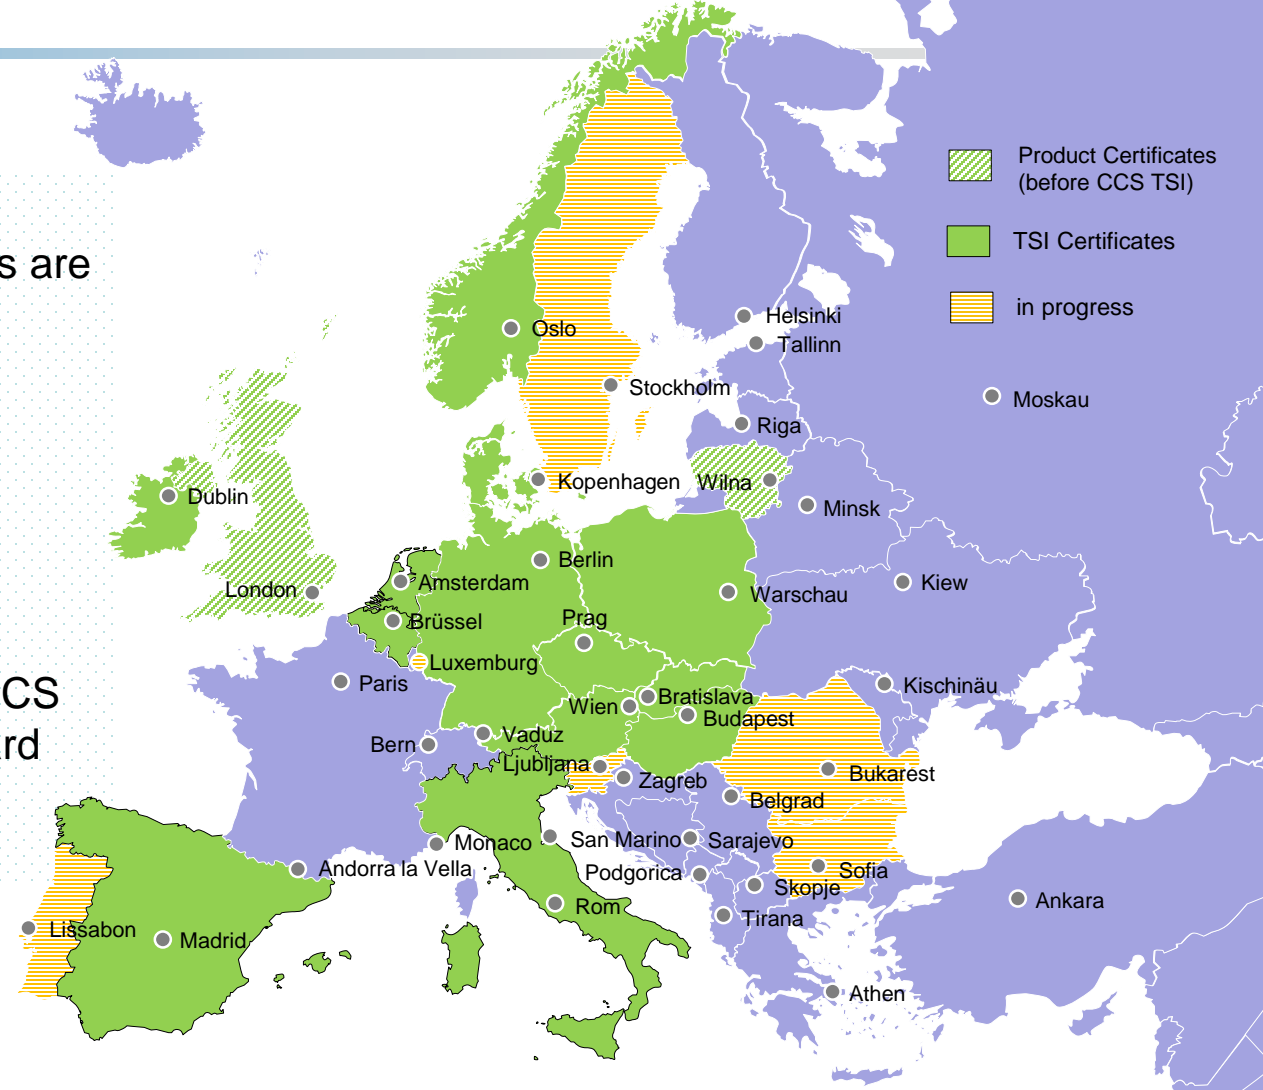 Product Certificates
(before CCS TSI)
TSI Certificates
in progress
s are
CS
rd
Oslo
Helsinki
Tallinn
Stockholm
Moskau
Riga
Kopenhagen
Wilna
Dublin
Minsk
Berlin
Amsterdam
London
Kiew
Warschau
Brüssel
Prag
Luxemburg
Paris
Kischinäu
Bratislava
Wien
Budapest
Vaduz
Bern
Ljubljana
Zagreb
Bukarest
Belgrad
Monaco
San Marino
Sarajevo
Andorra la Vella
Podgorica
Sofia
Skopje
Rom
Ankara
Tirana
Lissabon
Madrid
Athen